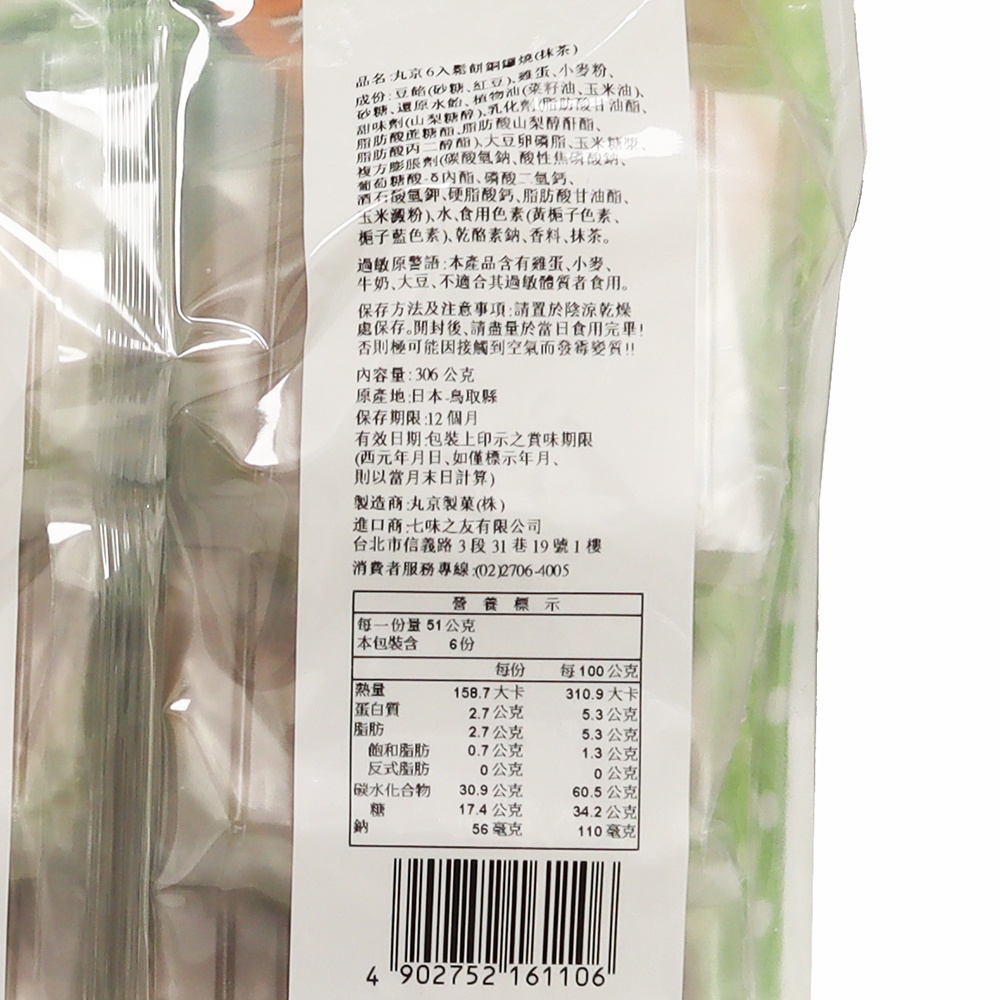 品名:丸京6入鬆餅銅鑼燒(抹茶)
成份:豆餡(砂糖、紅豆)、雞蛋、小麥粉、
砂糖、還原水飴、植物油(菜籽油、玉米油)、
甜味劑(山梨糖醇)、乳化劑(脂肪酸甘油酯、
脂肪酸蔗糖酯、脂肪酸山梨醇酐酯、
脂肪酸丙二醇酯)、大豆卵磷脂、玉米糖漿、
複方膨脹劑(碳酸氫鈉、酸性焦磷酸鈉、
葡萄糖酸-δ內酯、磷酸二氫鈣、
酒石酸氫鉀、硬脂酸鈣、脂肪酸甘油酯、
玉米澱粉)、水、食用色素(黃梔子色素、
梔子藍色素)、乾酪素鈉、香料、抹茶。
過敏原警語:本產品含有雞蛋、小麥、
牛奶、大豆、不適合其過敏體質者食用。
保存方法及注意事項:請置於陰涼乾燥
處保存。開封後、請盡量於當日食用完畢!
否則極可能因接觸到空氣而發霉變質!!
內容量:306公克
原產地:日本-鳥取縣
保存期限:12個月
有效日期:包裝上印示之賞味期限
(西元年月日、如僅標示年月、
則以當月末日計算)
製造商:丸京製菓(株)
進口商:七味之友有限公司
台北市信義路3段31巷19號1樓
消費者服務專線:(02)2706-4005
營養標示
每一份量 51公克
本包裝含 6份
每份 每100公克
熱量 158.7大卡 310.9大卡
蛋白質 2.7公克 5.3公克
脂肪 2.7公克 5.3公克
飽和脂肪 0.7公克 1.3公克
反式脂肪 0公克 0公克
碳水化合物 30.9公克 60.5公克
糖 17.4公克 34.2公克
鈉 56毫克 110毫克
4 902752 161106